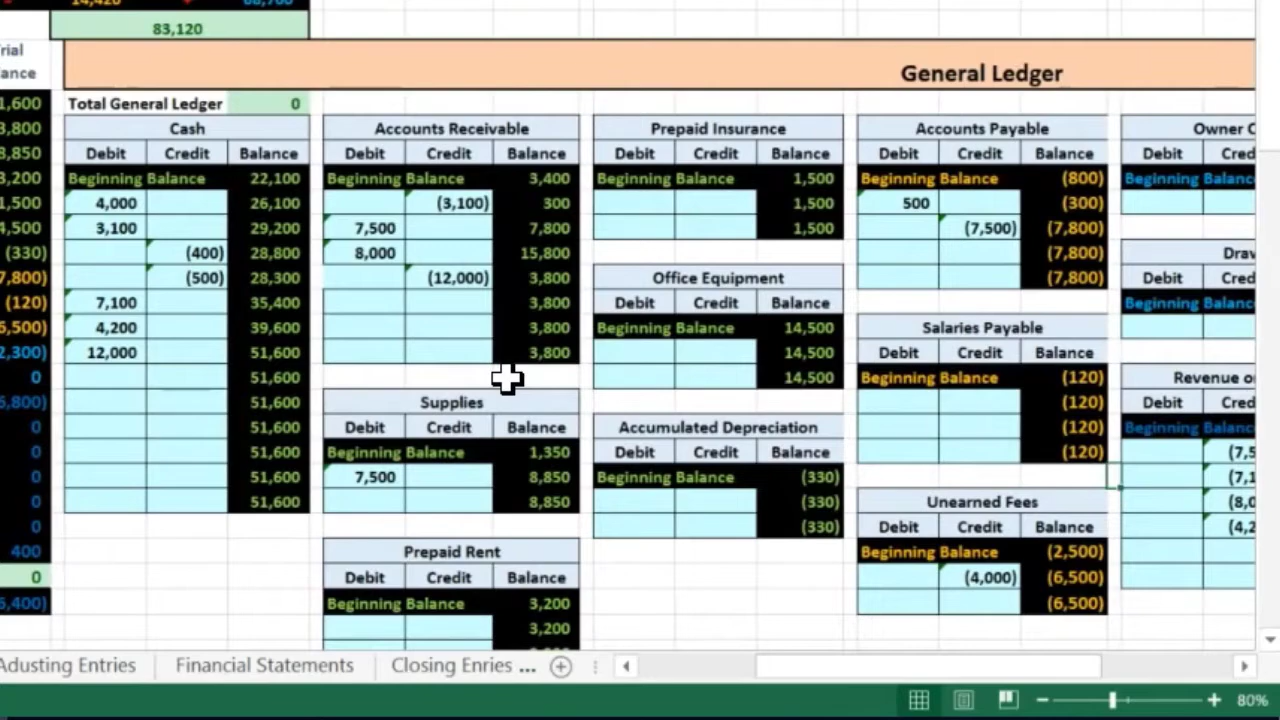 83,120
General Ledger
Total General Ledger 0
1,600 Cash Accounts Receivable Prepaid Insurance Accounts Payable Owner C
3,800 Debit Credit Balance Debit Credit Balance Debit Credit Balance Debit Credit Balance Debit Cred
8,850 Beginning Balance 22,100 Beginning Balance 3,400 Beginning Balance 1,500 Beginning Balance (800) Beginning Balanc
3,200 4,000 26,100 (3,100) 300 1,500 500 (300)
1,500 3,100 29,200 7,500 7,800 1,500 (7,500) (7,800)
4,500 (400) 28,800 8,000 15,800 (7,800) Drav
(330) (500) 28,300 (12,000) 3,800 Office Equipment (7,800) Debit Cred
7,800) 7,100 35,400 3,800 Debit Credit Balance Beginning Balanc
(120) 4,200 39,600 3,800 Beginning Balance 14,500 Salaries Payable
6,500) 12,000 51,600 3,800 14,500 Debit Credit Balance
2,300) 51,600 14,500 Beginning Balance (120) Revenue o
0 51,600 Supplies (120) Debit Cred
6,800) 51,600 Debit Credit Balance Accumulated Depreciation (120) Beginning Balanc
0 51,600 Beginning Balance 1,350 Debit Credit Balance (120) (7,5
0 51,600 7,500 8,850 Beginning Balance (330) (7,1
0 51,600 8,850 (330) Unearned Fees (8,0
0 (330) Debit Credit Balance (4,2
400 Prepaid Rent Beginning Balance (2,500)
0 Debit Credit Balance (4,000) (6,500)
6,400) Beginning Balance 3,200 (6,500)
3,200
Adusting Entries Financial Statements Closing Enries ...
80%